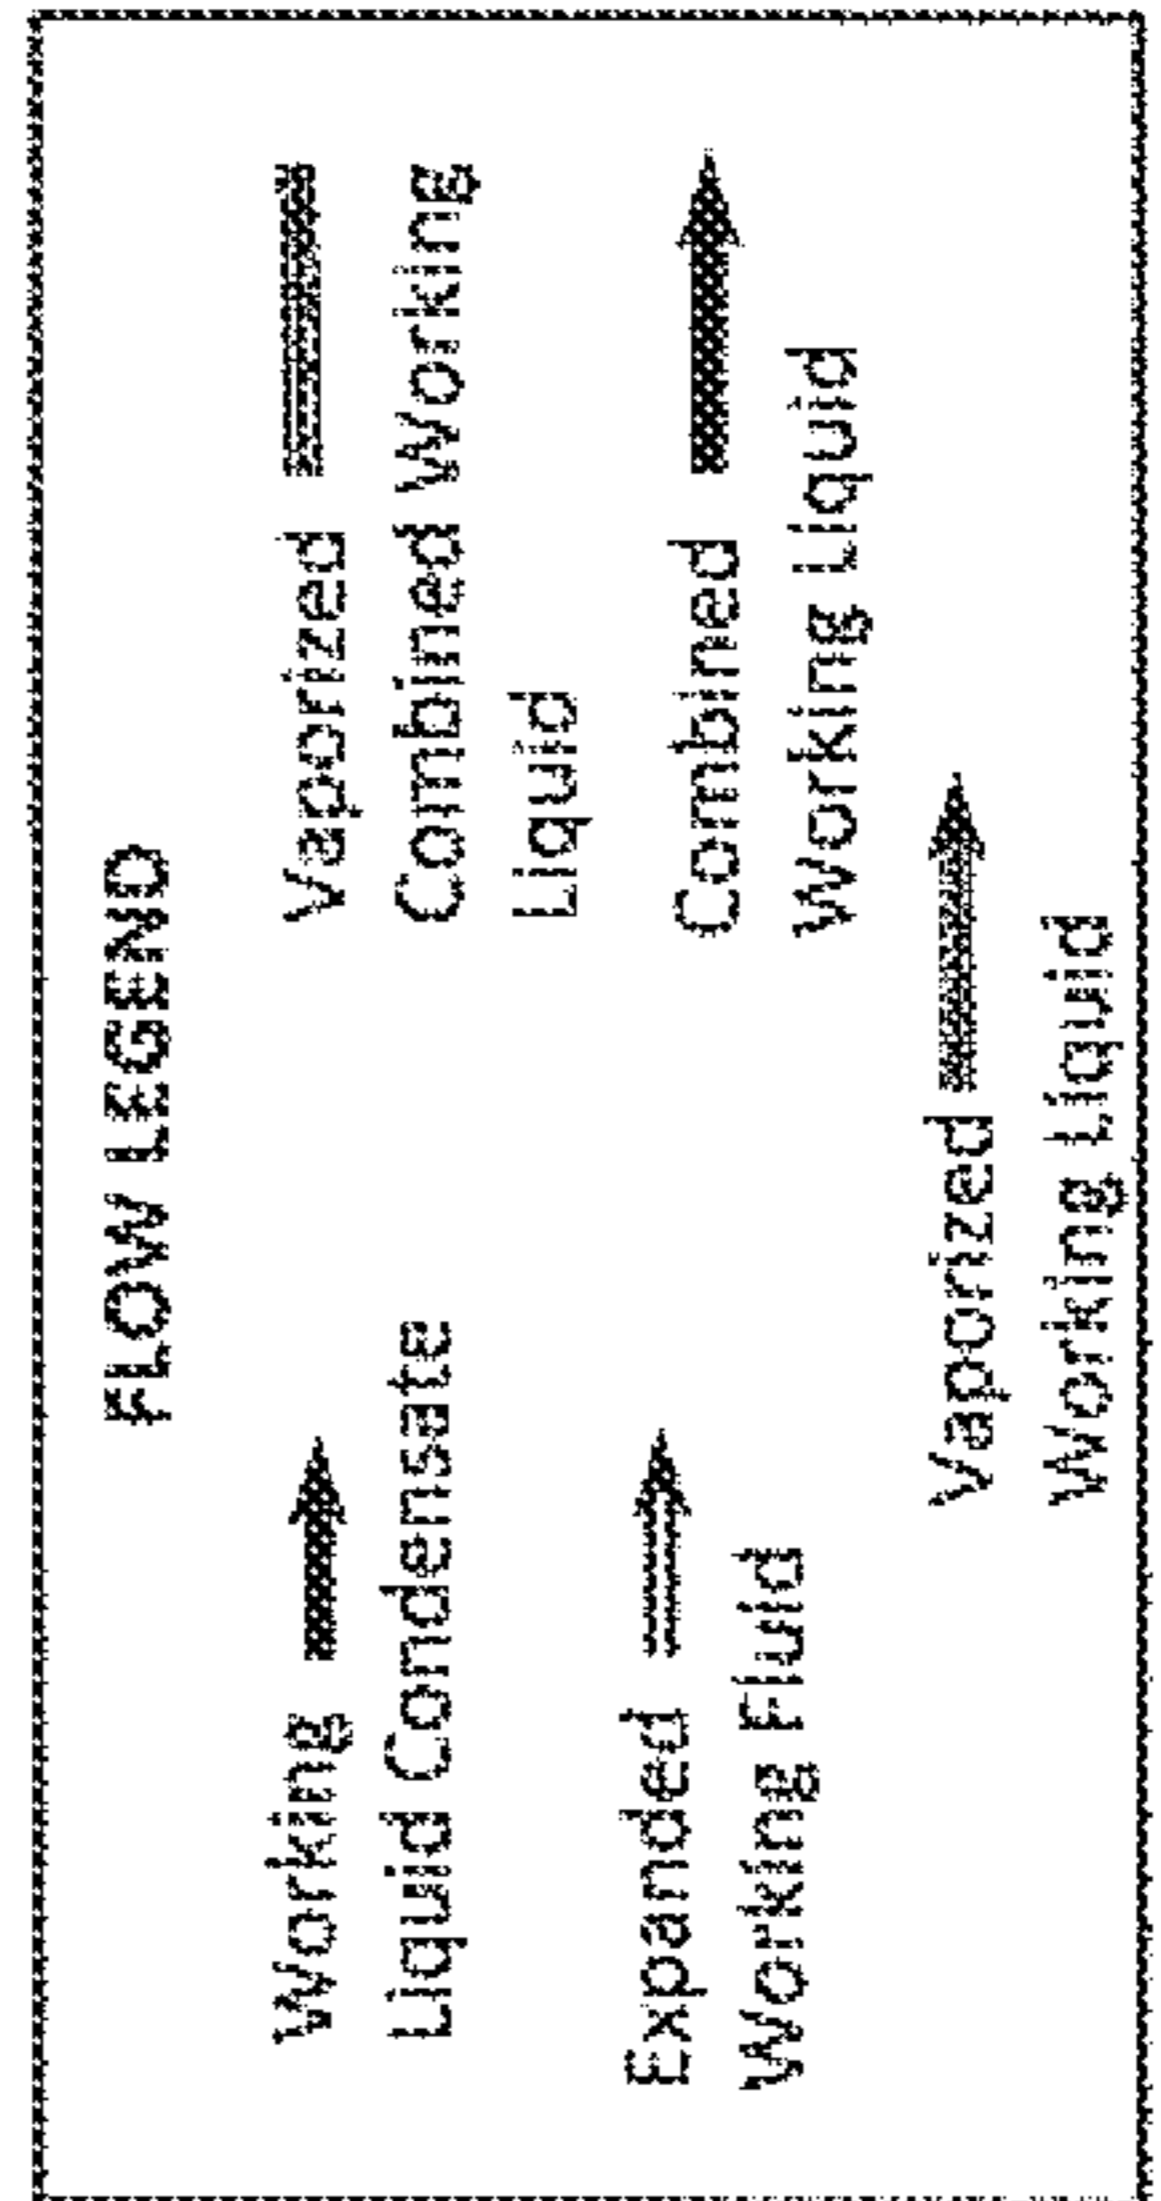 FLOW LEGEND
Working
Liquid Condensate
Expanded
Working Fluid
Vaporized
Combined Working
Liquid
Combined
Working Liquid
Vaporized
Working Liquid